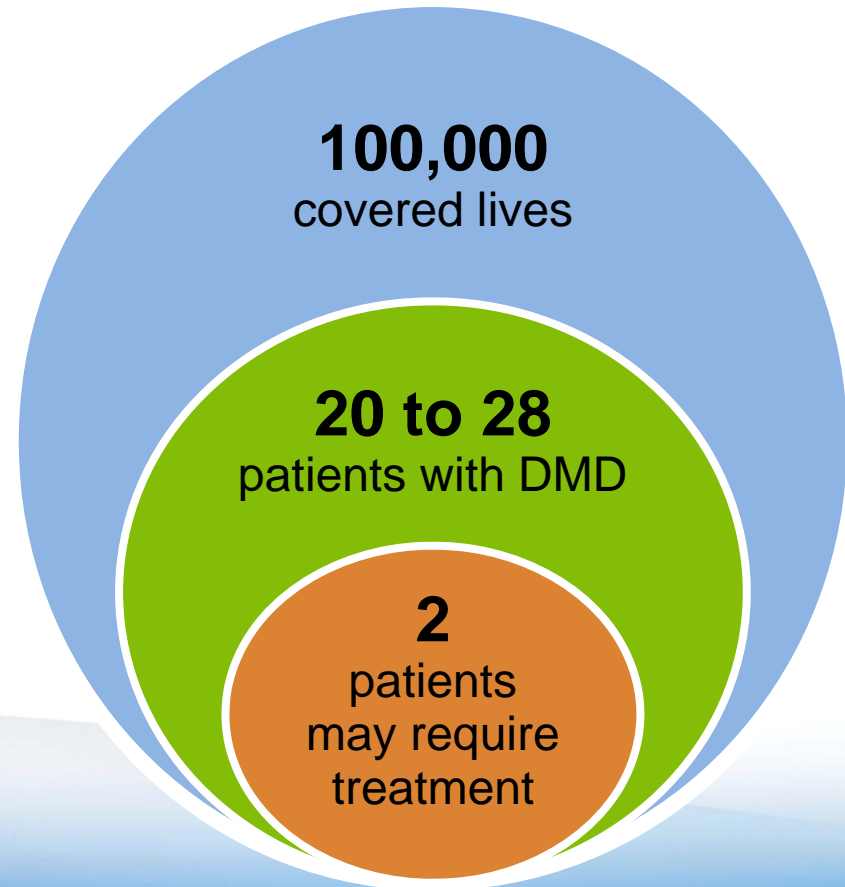 100,000
covered lives
20 to 28
patients with DMD
2
patients
may require
treatment